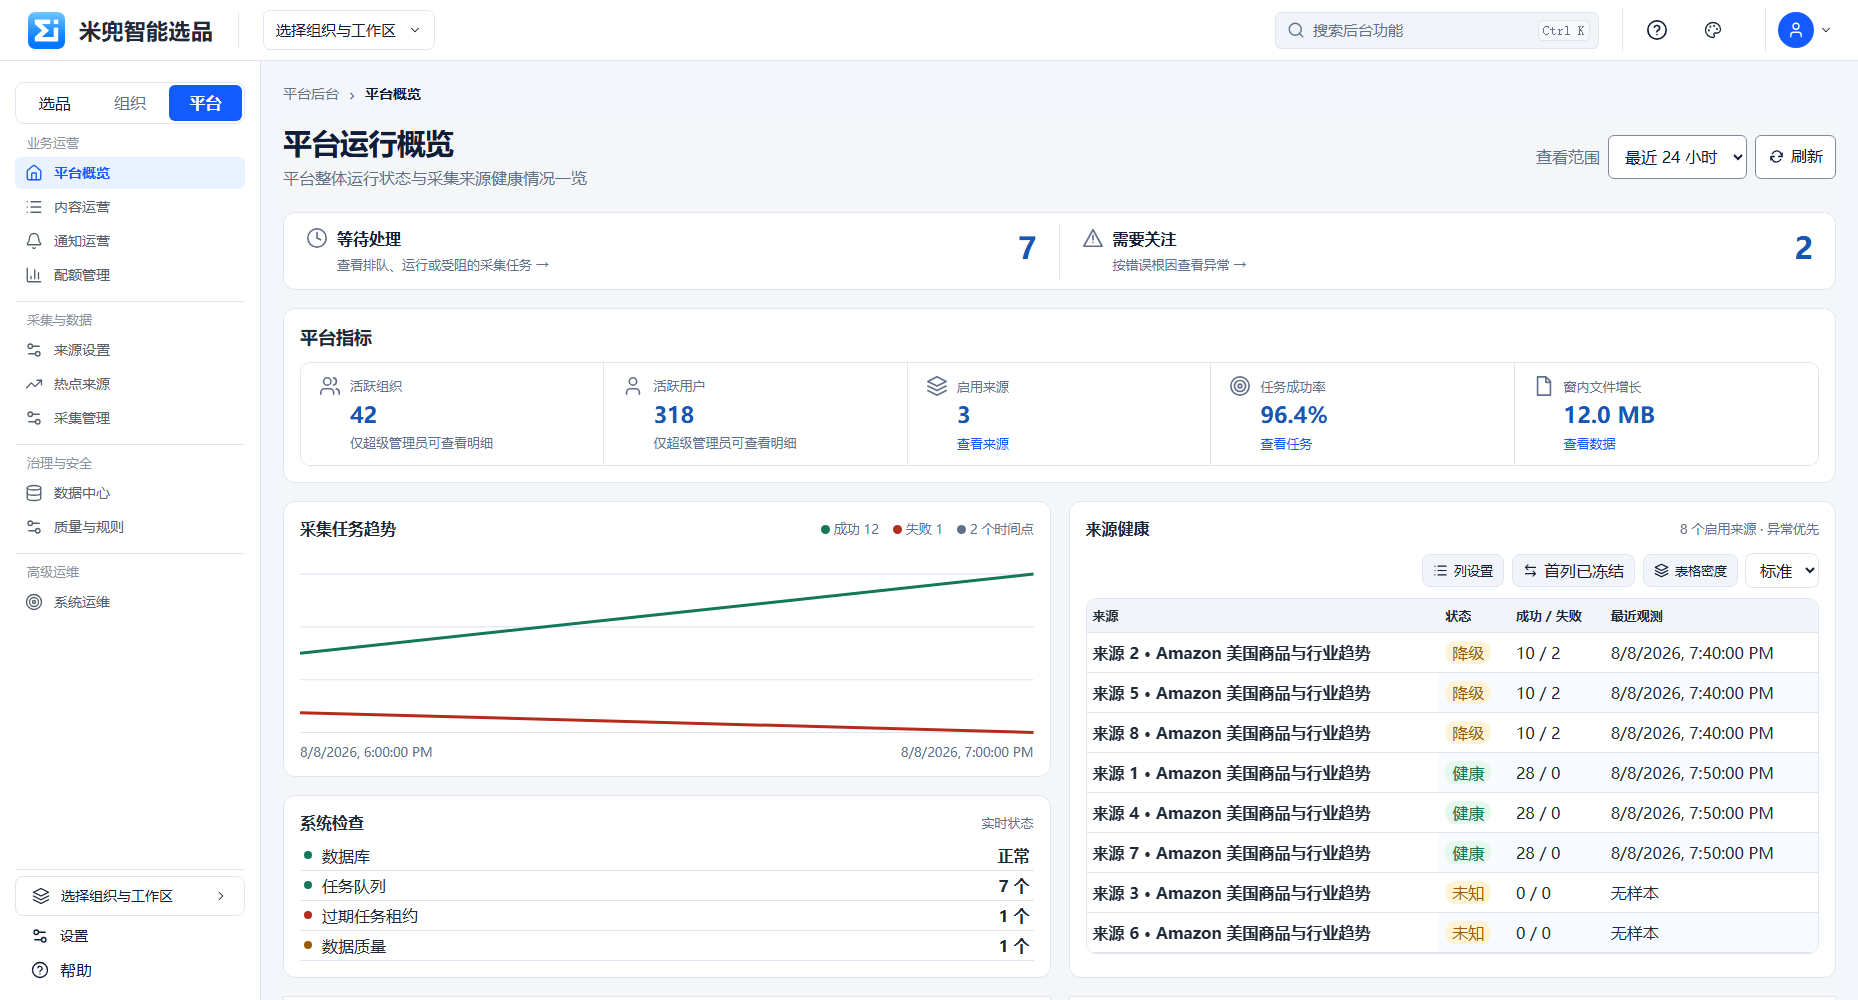 米兜智能选品
选择组织与工作区
搜索后台功能
Ctrl K
选品
组织
平台
业务运营
平台概览
内容运营
通知运营
配额管理
采集与数据
来源设置
热点来源
采集管理
治理与安全
数据中心
质量与规则
高级运维
系统运维
选择组织与工作区
设置
帮助
平台后台 › 平台概览
平台运行概览
平台整体运行状态与采集来源健康情况一览
查看范围
最近 24 小时
刷新
等待处理
查看排队、运行或受阻的采集任务 →
7
需要关注
按错误根因查看异常 →
2
平台指标
活跃组织
42
仅超级管理员可查看明细
活跃用户
318
仅超级管理员可查看明细
启用来源
3
查看来源
任务成功率
96.4%
查看任务
窗内文件增长
12.0 MB
查看数据
采集任务趋势
成功 12
失败 1
2 个时间点
8/8/2026, 6:00:00 PM
8/8/2026, 7:00:00 PM
系统检查
实时状态
数据库 正常
任务队列 7 个
过期任务租约 1 个
数据质量 1 个
来源健康
8 个启用来源 · 异常优先
列设置
首列已冻结
表格密度
标准
来源 状态 成功 / 失败 最近观测
来源 2 • Amazon 美国商品与行业趋势 降级 10 / 2 8/8/2026, 7:40:00 PM
来源 5 • Amazon 美国商品与行业趋势 降级 10 / 2 8/8/2026, 7:40:00 PM
来源 8 • Amazon 美国商品与行业趋势 降级 10 / 2 8/8/2026, 7:40:00 PM
来源 1 • Amazon 美国商品与行业趋势 健康 28 / 0 8/8/2026, 7:50:00 PM
来源 4 • Amazon 美国商品与行业趋势 健康 28 / 0 8/8/2026, 7:50:00 PM
来源 7 • Amazon 美国商品与行业趋势 健康 28 / 0 8/8/2026, 7:50:00 PM
来源 3 • Amazon 美国商品与行业趋势 未知 0 / 0 无样本
来源 6 • Amazon 美国商品与行业趋势 未知 0 / 0 无样本